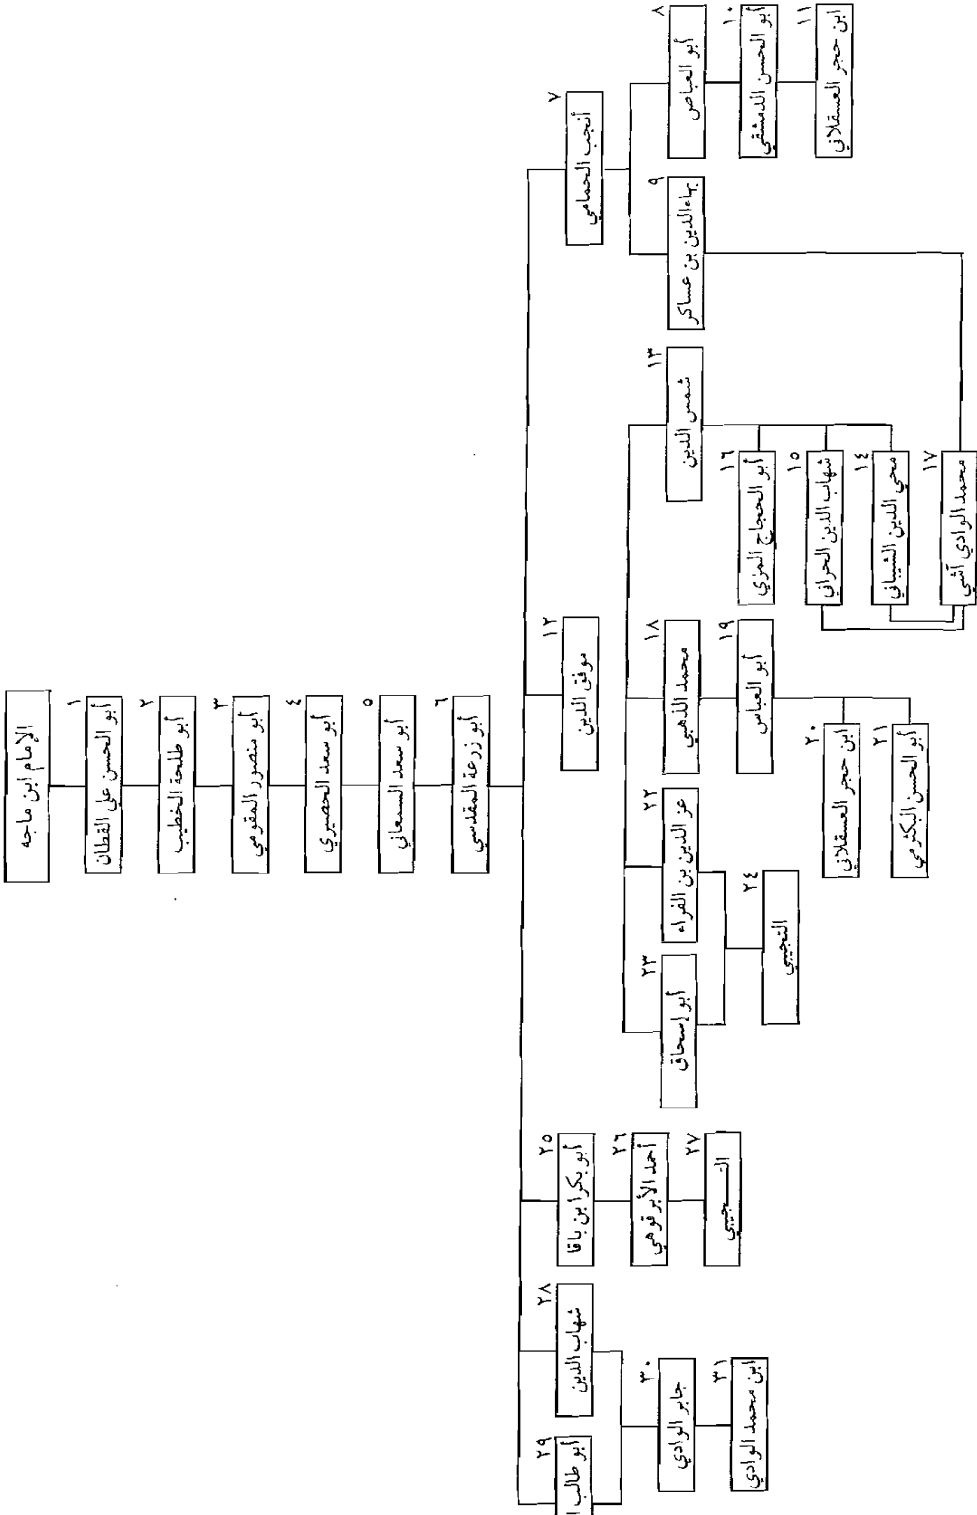 الإمام ابن ماجه
١
أبو الحسن علي القطان
٢
أبو طلحة الخطيب
٣
أبو منصور المقومي
٤
أبو سعد الحصيري
٥
أبو سعد السمعاني
٦
أبو زرعة المقدسي
٧
أنجب الحمامي
٨
أبو العباص
٩
بهاء الدين بن عساكر
١٠
أبو الحسن الدمشقي
١١
ابن حجر العسقلاني
١٢
موفق الدين
١٣
شمس الدين
١٤
محي الدين الشيباني
١٥
شهاب الدين الحراني
١٦
أبو الحجاج المزي
١٧
محمد الوادي آشي
١٨
محمد الذهبي
١٩
أبو العباس
٢٠
ابن حجر العسقلاني
٢١
أبو الحسن البكثرمي
٢٢
عز الدين بن الفراء
٢٣
أبو إسحاق
٢٤
التجيبي
٢٥
أبو بكرا بن باقا
٢٦
أحمد الأبرقوهي
٢٧
التــجيبي
٢٨
شهاب الدين
٢٩
أبو طالب ا
٣٠
جابر الوادي
٣١
ابن محمد الوادي